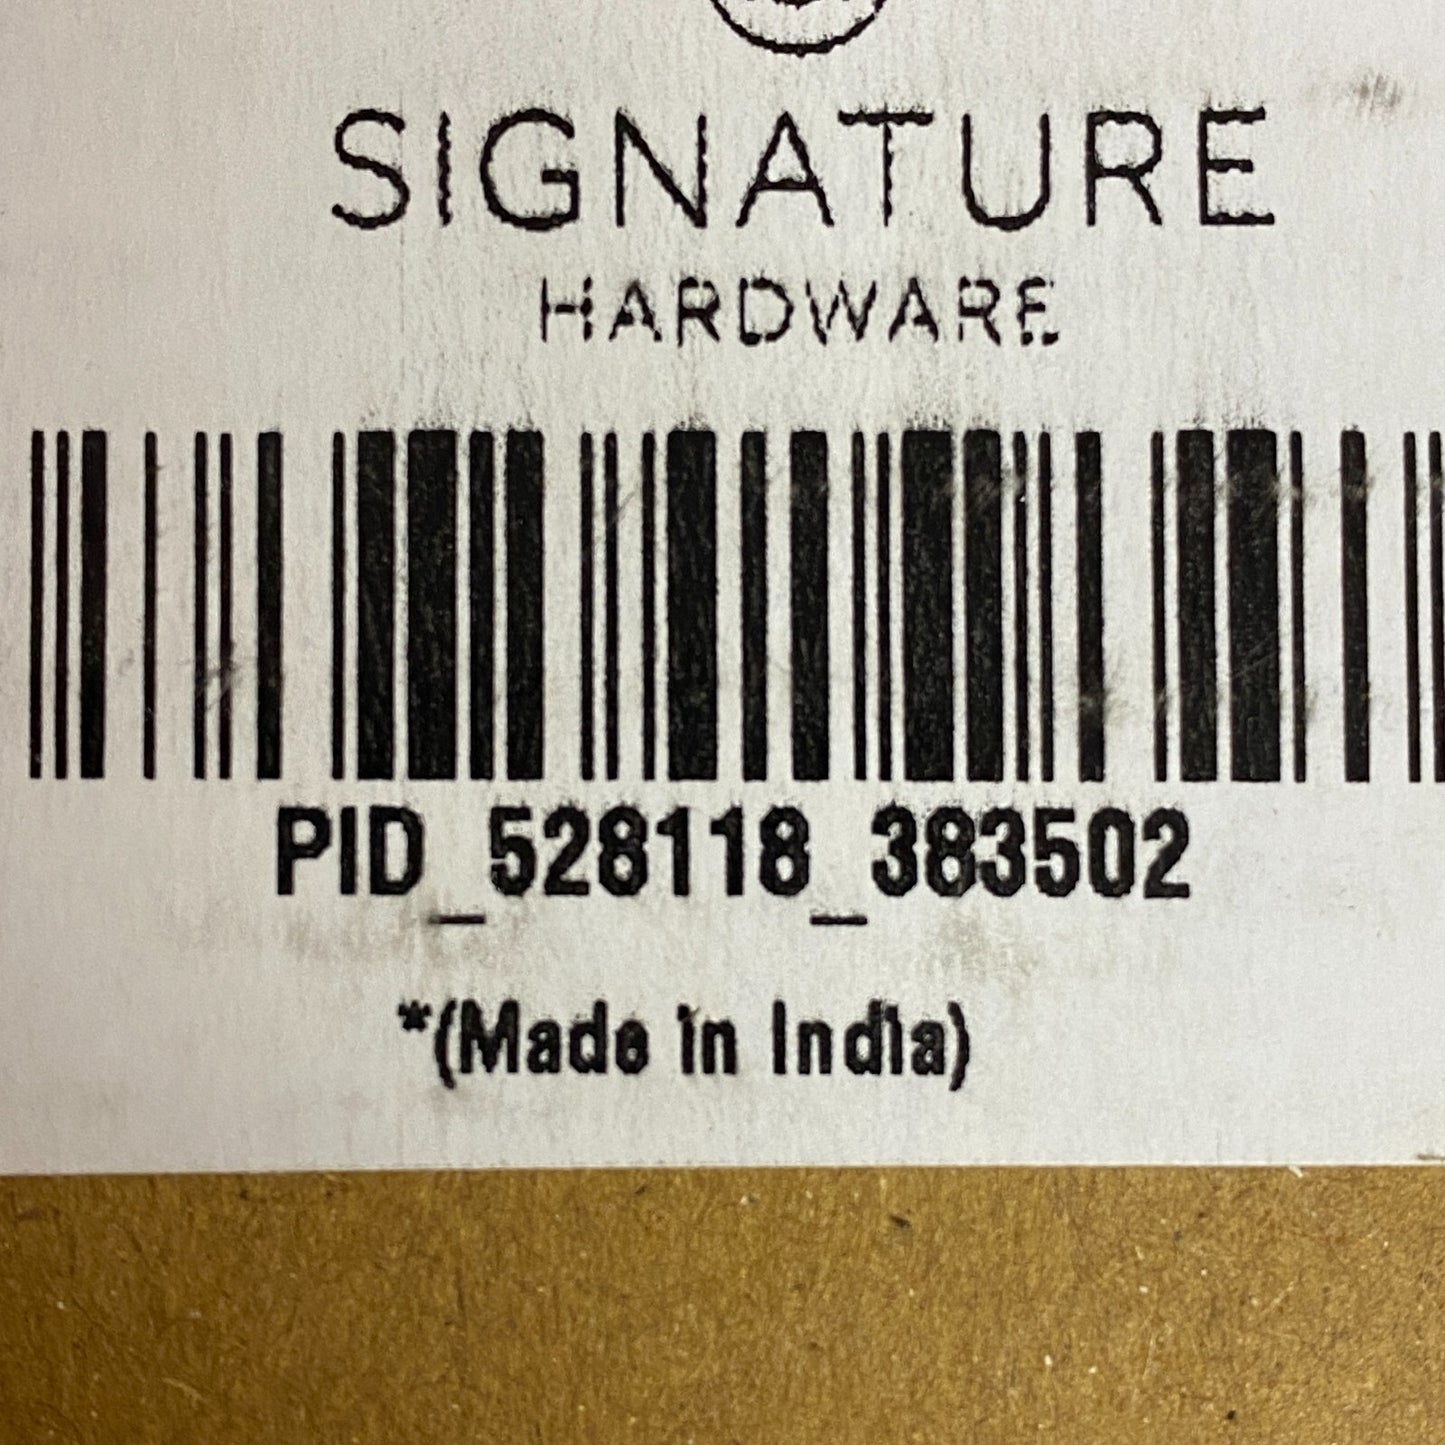 SIGNATURE
HARDWARE
PID_528118_383502
*(Made in India)